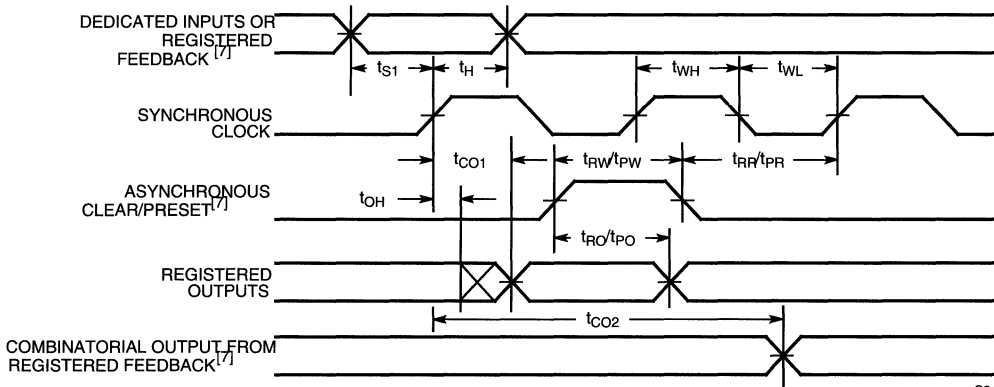 DEDICATED INPUTS OR
REGISTERED
FEEDBACK [7]
tS1
tH
tWH
tWL
SYNCHRONOUS
CLOCK
tCO1
tRW/tPW
tRR/tPR
ASYNCHRONOUS
CLEAR/PRESET[7]
tOH
tRO/tPO
REGISTERED
OUTPUTS
tCO2
COMBINATORIAL OUTPUT FROM
REGISTERED FEEDBACK[7]